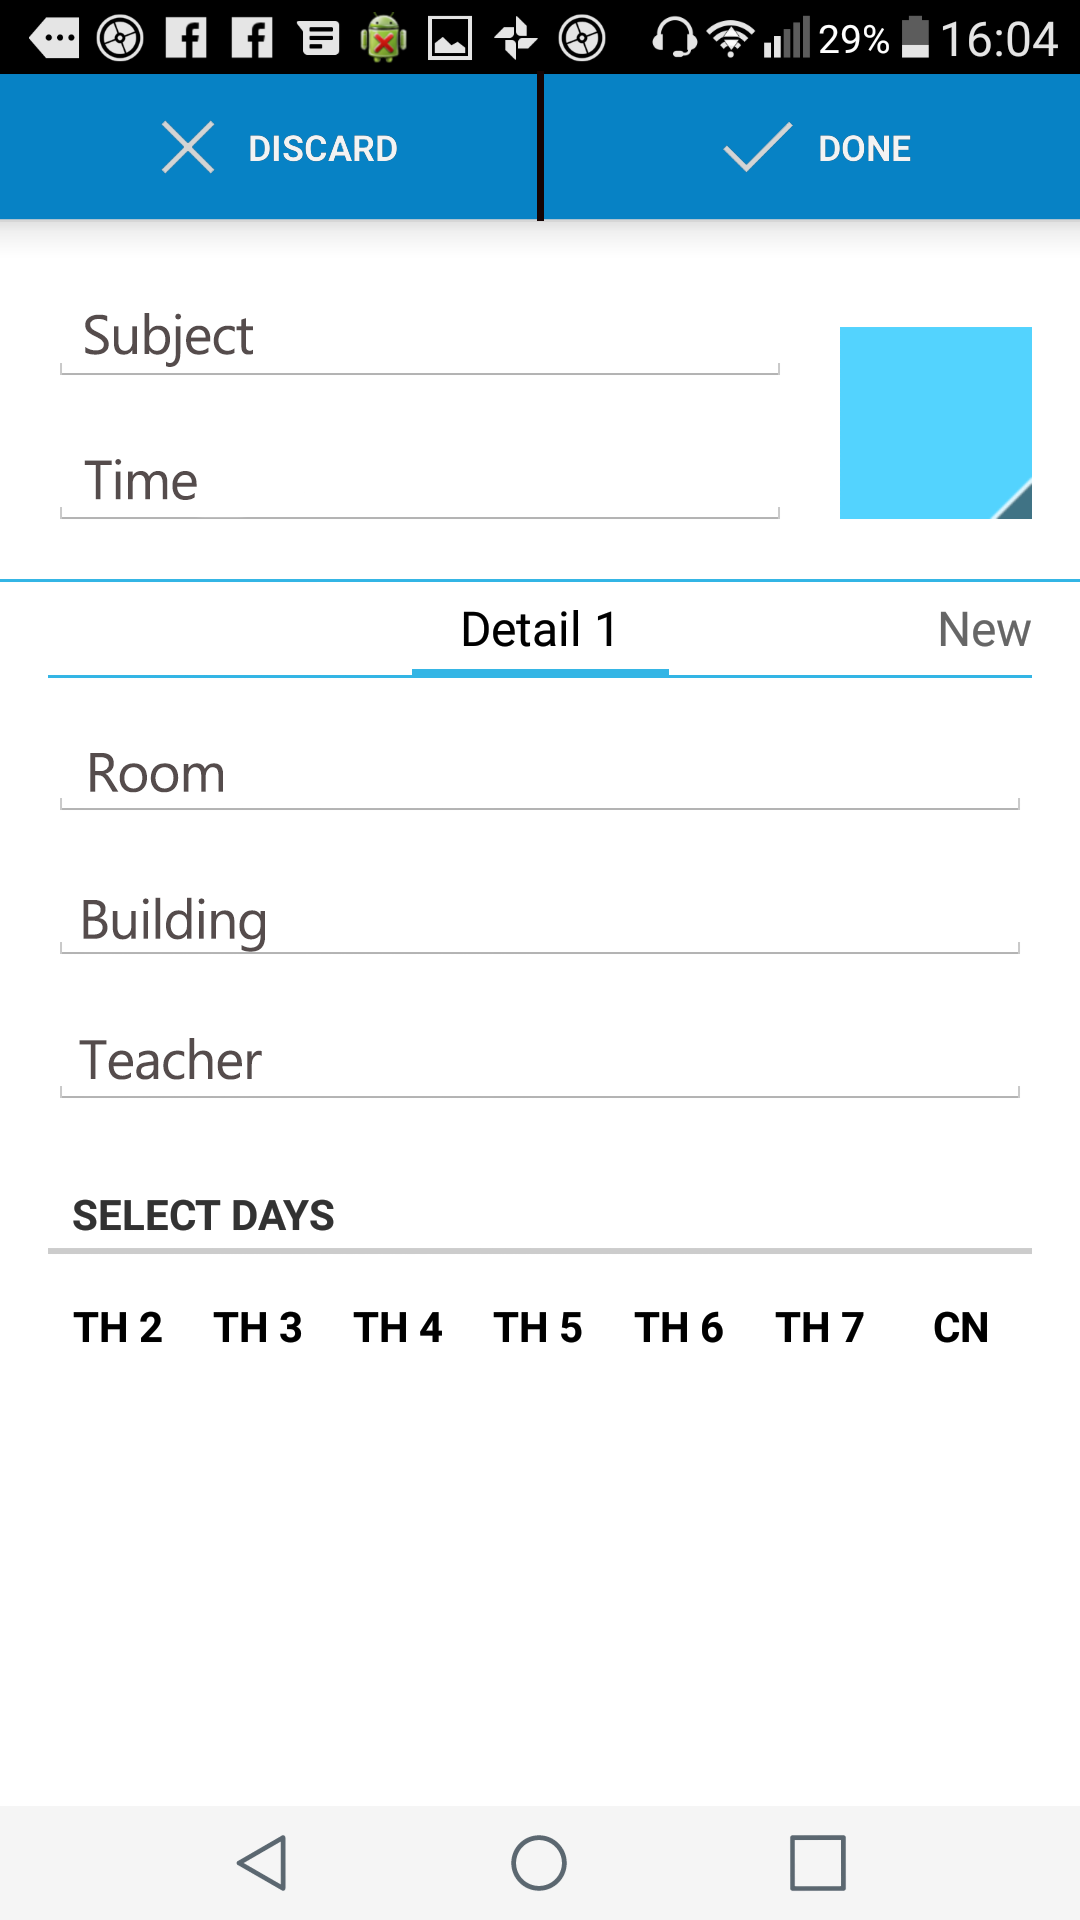 29% 16:04
DISCARD DONE
Subject
Time
Detail 1 New
Room
Building
Teacher
SELECT DAYS
TH 2 TH 3 TH 4 TH 5 TH 6 TH 7 CN